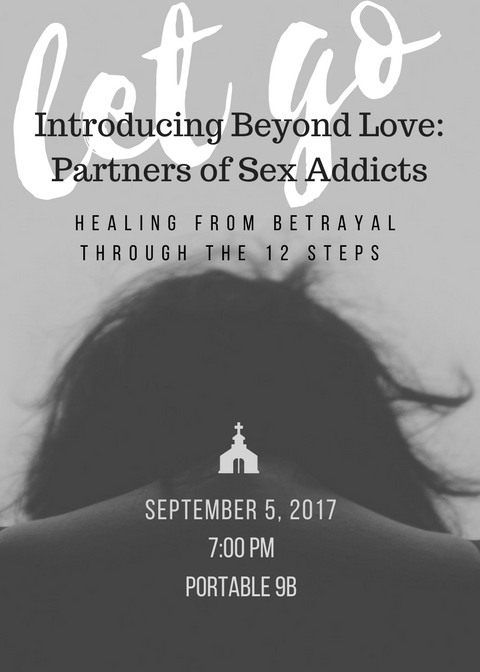 let go
Introducing Beyond Love:
Partners of Sex Addicts
HEALING FROM BETRAYAL
THROUGH THE 12 STEPS
SEPTEMBER 5, 2017
7:00 PM
PORTABLE 9B